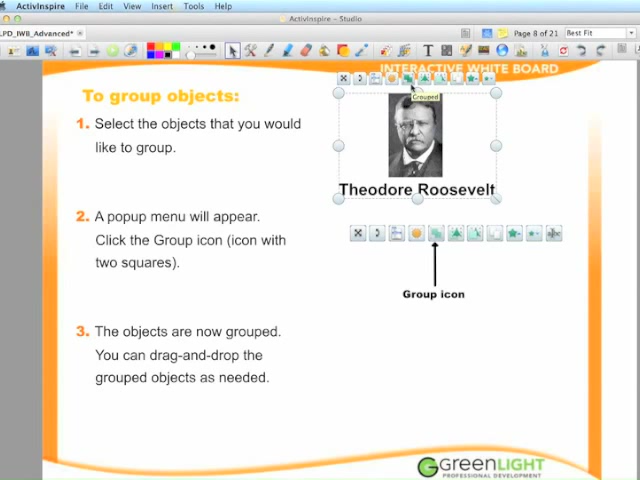 ActivInspire File Edit View Insert Tools Help
ActivInspire - Studio
LPD_IWB_Advanced* Page 8 of 21 Best Fit
INTERACTIVE WHITE BOARD
To group objects:
Grouped
1. Select the objects that you would
like to group.
Theodore Roosevelt
2. A popup menu will appear.
Click the Group icon (icon with
two squares).
Group icon
3. The objects are now grouped.
You can drag-and-drop the
grouped objects as needed.
GreenLIGHT
PROFESSIONAL DEVELOPMENT